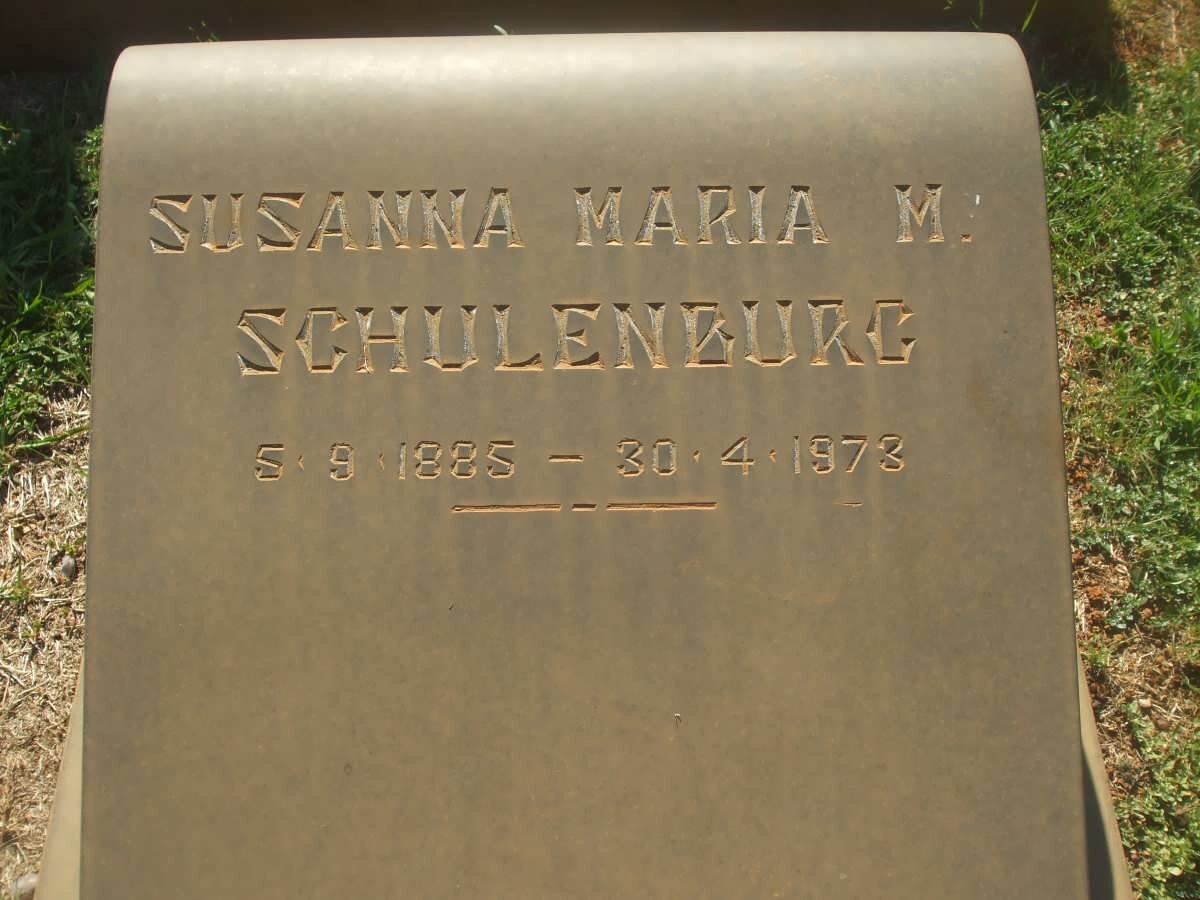 SUSANNA MARIA M.
SCHULENBURG
5·9·1885 – 30·4·1973